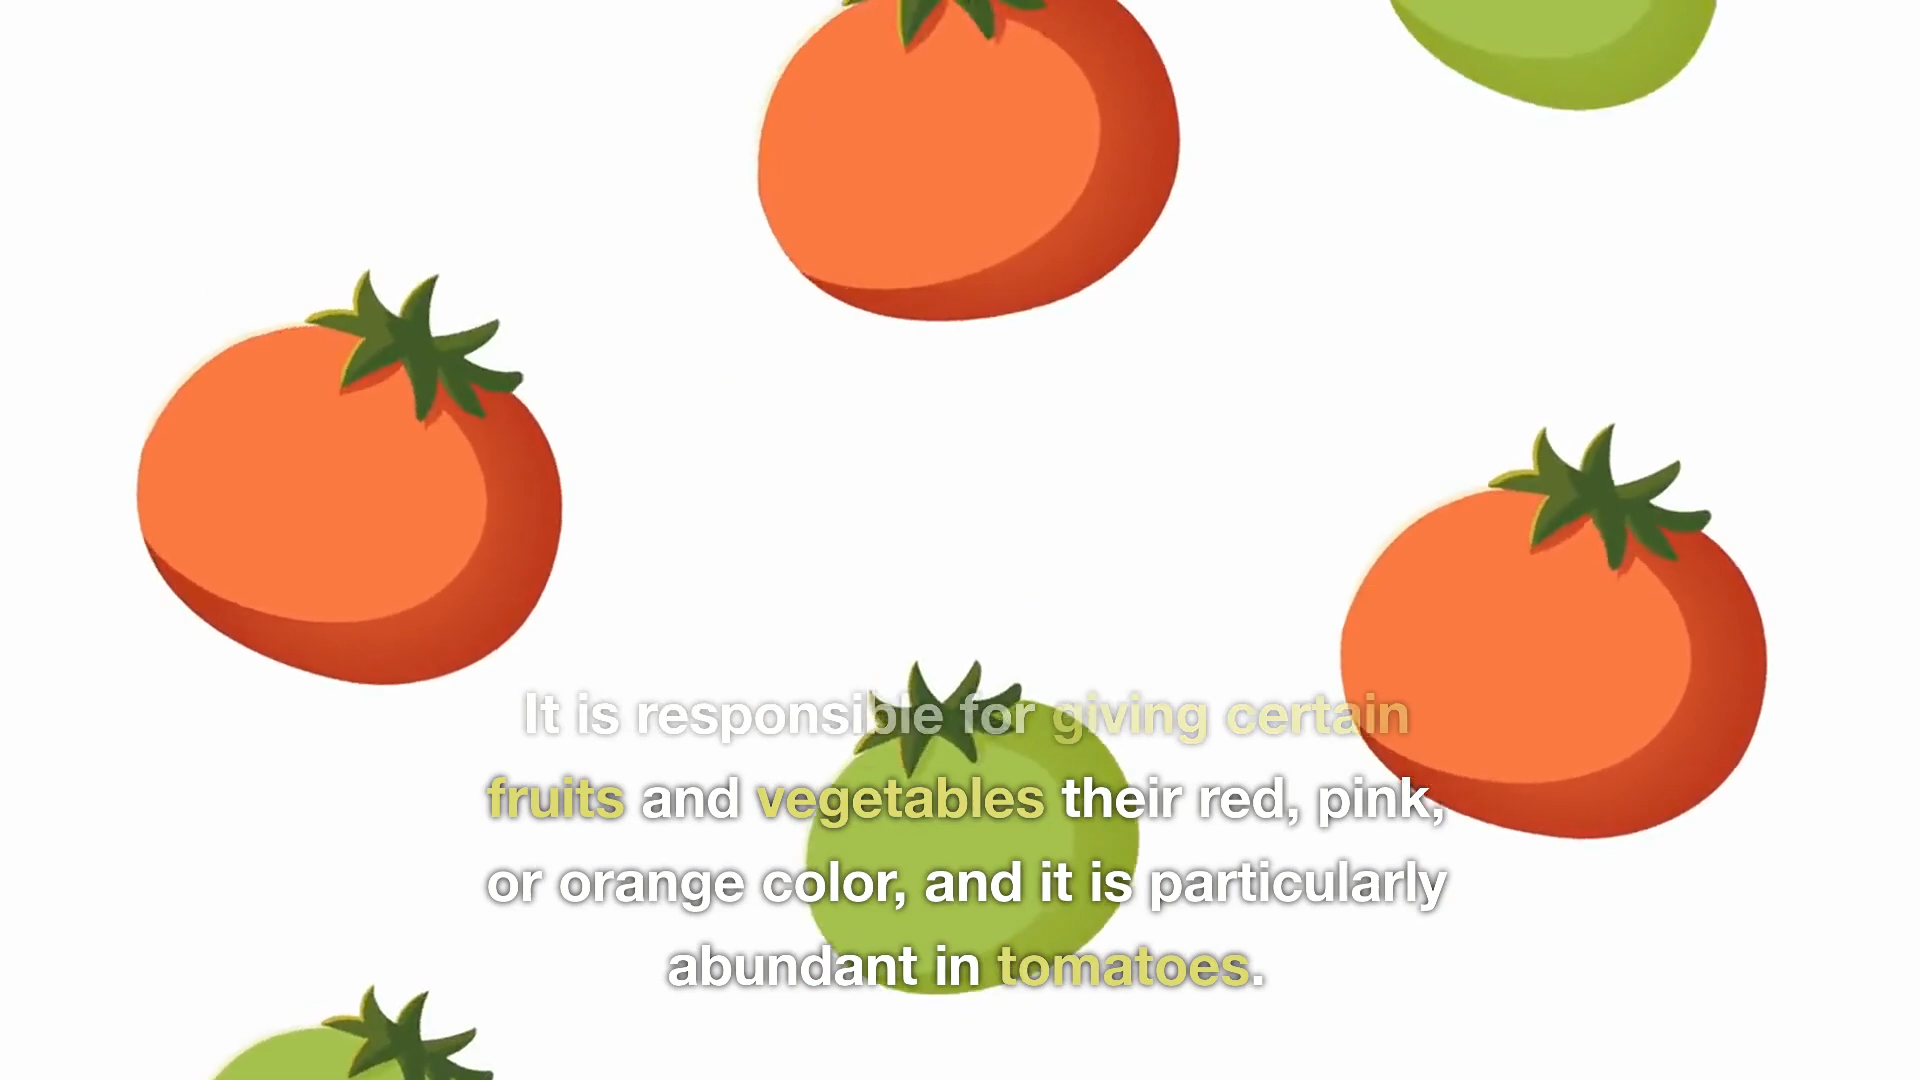 It is responsible for giving certain
fruits and vegetables their red, pink,
or orange color, and it is particularly
abundant in tomatoes.